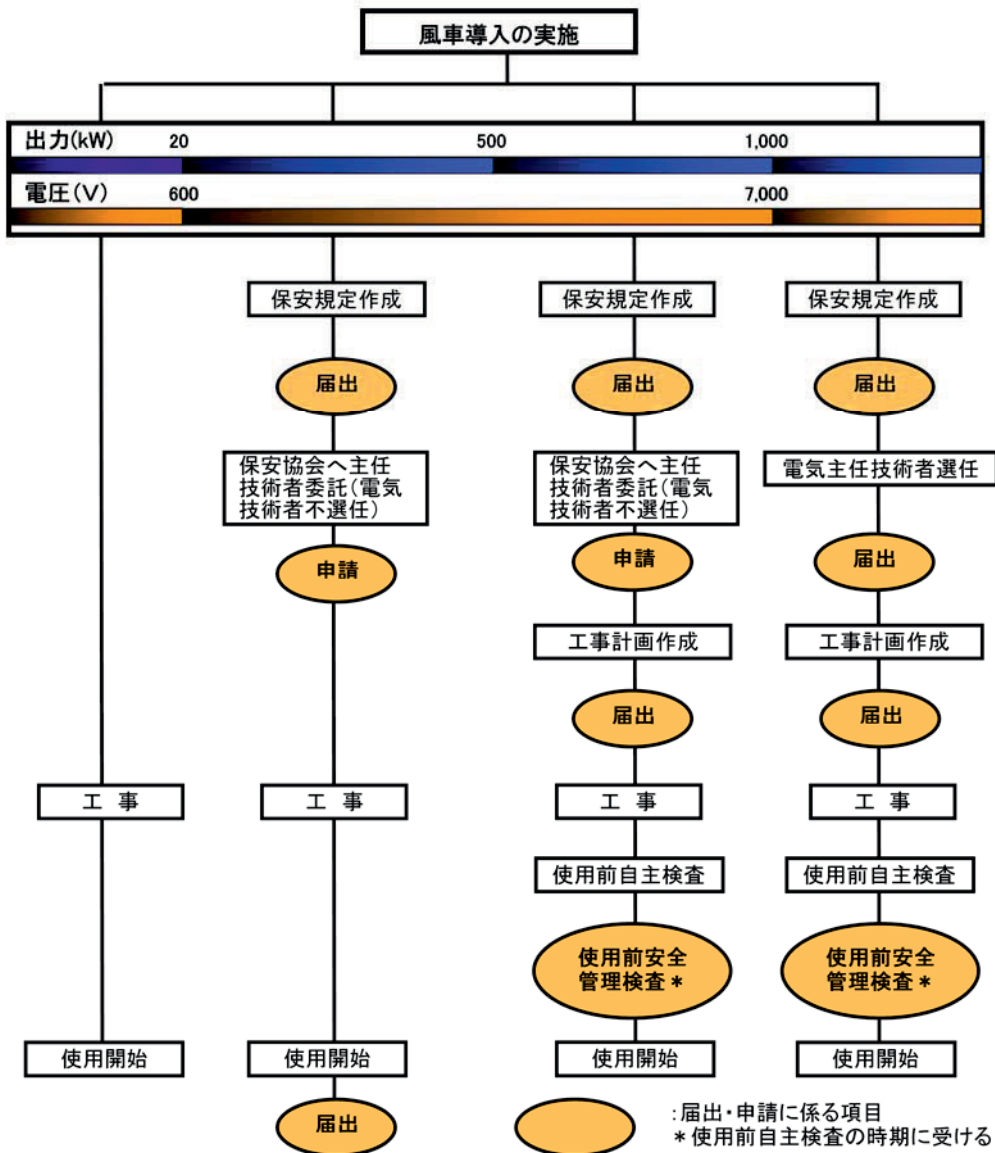 風車導入の実施
出力(kW) 20 500 1,000
電圧(V) 600 7,000
保安規定作成 保安規定作成 保安規定作成
届出 届出 届出
保安協会へ主任 保安協会へ主任 電気主任技術者選任
技術者委託(電気 技術者委託(電気
技術者不選任) 技術者不選任)
申請 申請 届出
工事計画作成 工事計画作成
届出 届出
工 事 工 事 工 事 工 事
使用前自主検査 使用前自主検査
使用前安全 使用前安全
管理検査* 管理検査*
使用開始 使用開始 使用開始 使用開始
届出
:届出・申請に係る項目
*使用前自主検査の時期に受ける